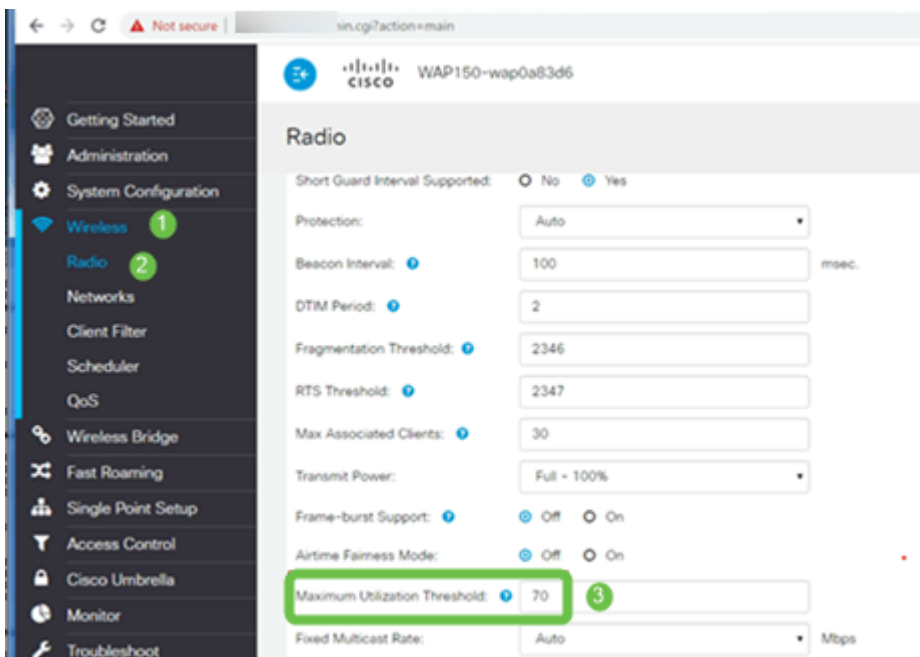 Not secure
in.cgi?action=main
CISCO
WAP150-wap0a83d6
Getting Started
Administration
System Configuration
Wireless 1
Radio 2
Networks
Client Filter
Scheduler
QoS
Wireless Bridge
Fast Roaming
Single Point Setup
Access Control
Cisco Umbrella
Monitor
Troubleshoot
Radio
Short Guard Interval Supported: No Yes
Protection: Auto
Beacon Interval: ? 100 msec.
DTIM Period: ? 2
Fragmentation Threshold: ? 2346
RTS Threshold: ? 2347
Max Associated Clients: ? 30
Transmit Power: Full - 100%
Frame-burst Support: ? Off On
Airtime Fairness Mode: Off On
Maximum Utilization Threshold: ? 70 3
Fixed Multicast Rate: Auto Mbps